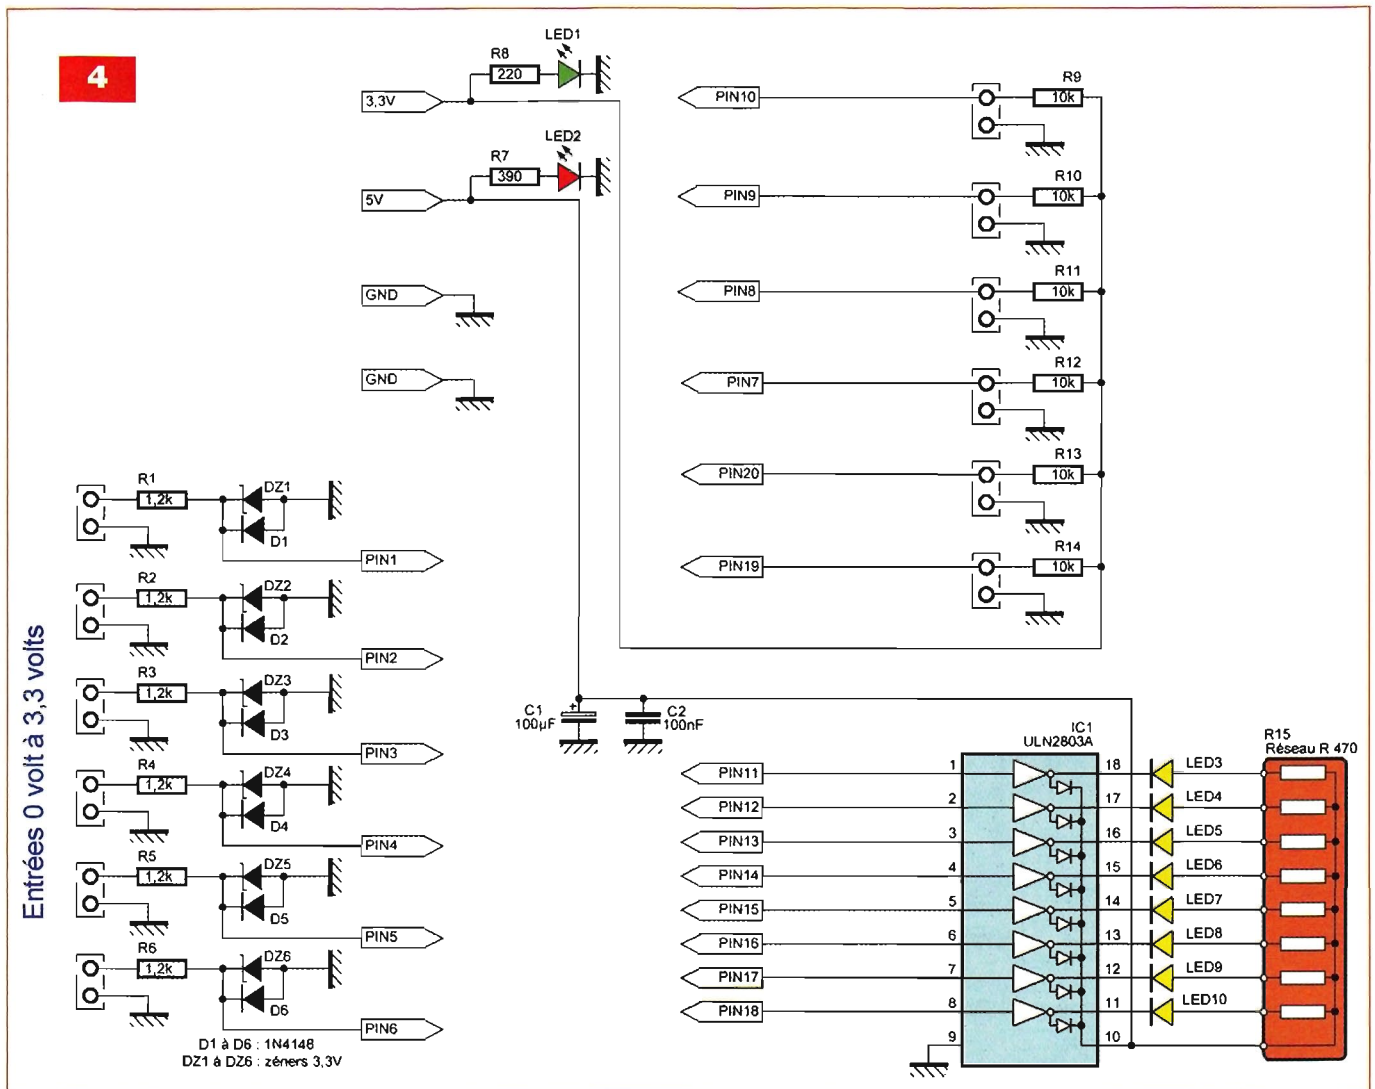 4
LED1
R8
220
3,3V
LED2
R7
390
5V
GND
GND
PIN10
R9
10k
PIN9
R10
10k
PIN8
R11
10k
PIN7
R12
10k
PIN20
R13
10k
PIN19
R14
10k
Entrées 0 volt à 3,3 volts
R1
1,2k
DZ1
D1
PIN1
R2
1,2k
DZ2
D2
PIN2
R3
1,2k
DZ3
D3
PIN3
R4
1,2k
DZ4
D4
PIN4
R5
1,2k
DZ5
D5
PIN5
R6
1,2k
DZ6
D6
PIN6
D1 à D6 : 1N4148
DZ1 à DZ6 : zéners 3,3V
C1
100µF
+
C2
100nF
IC1
ULN2803A
R15
Réseau R 470
PIN11 1 18 LED3
PIN12 2 17 LED4
PIN13 3 16 LED5
PIN14 4 15 LED6
PIN15 5 14 LED7
PIN16 6 13 LED8
PIN17 7 12 LED9
PIN18 8 11 LED10
9 10